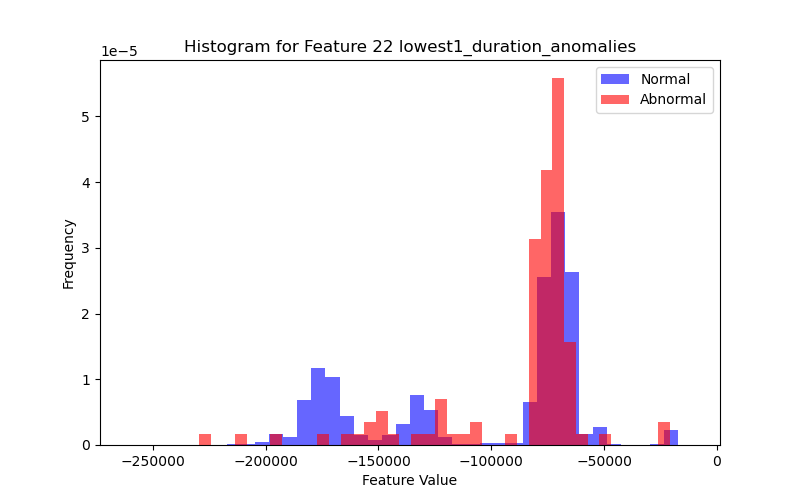 Histogram for Feature 22 lowest1_duration_anomalies
1e−5
Normal
Abnormal
5
4
3
2
1
0
Frequency
−250000
−200000
−150000
−100000
−50000
0
Feature Value